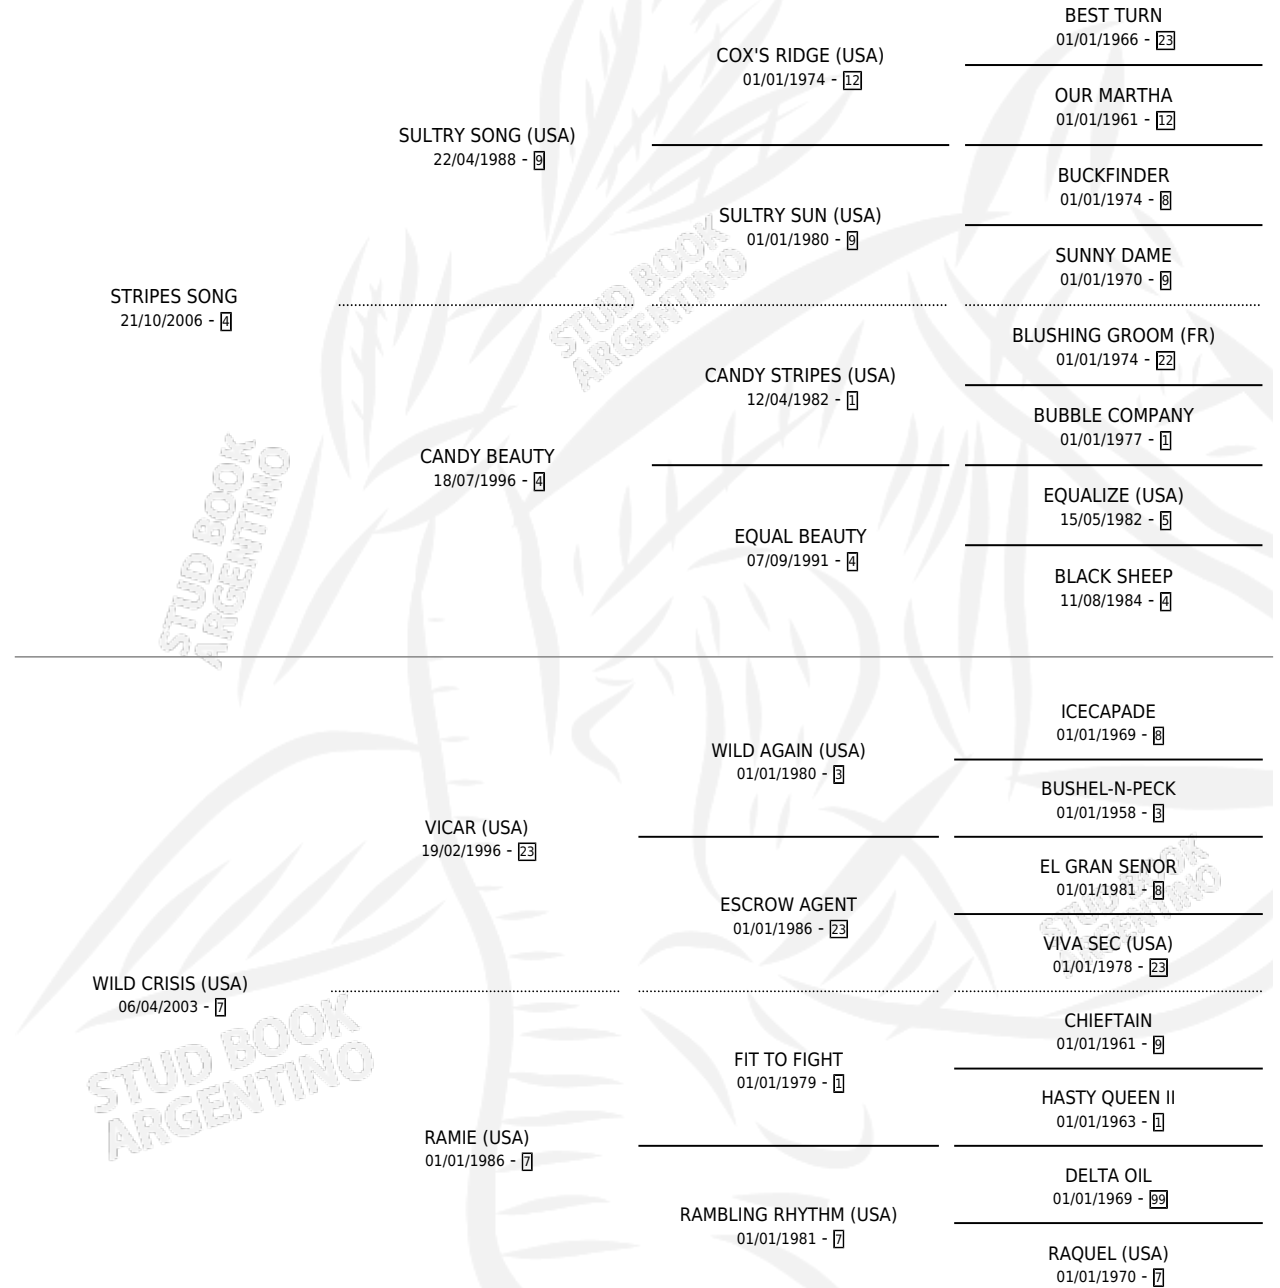 BEST TURN
01/01/1966 - 23
COX'S RIDGE (USA)
01/01/1974 - 12
OUR MARTHA
01/01/1961 - 12
SULTRY SONG (USA)
22/04/1988 - 9
BUCKFINDER
01/01/1974 - 8
SULTRY SUN (USA)
01/01/1980 - 9
SUNNY DAME
01/01/1970 - 9
STRIPES SONG
21/10/2006 - 4
STUD BOOK
ARGENTINO
BLUSHING GROOM (FR)
01/01/1974 - 22
CANDY STRIPES (USA)
12/04/1982 - 1
BUBBLE COMPANY
01/01/1977 - 1
CANDY BEAUTY
18/07/1996 - 4
EQUALIZE (USA)
15/05/1982 - 5
EQUAL BEAUTY
07/09/1991 - 4
BLACK SHEEP
11/08/1984 - 4
STUD BOOK
ARGENTINO
ICECAPADE
01/01/1969 - 8
WILD AGAIN (USA)
01/01/1980 - 3
BUSHEL-N-PECK
01/01/1958 - 3
VICAR (USA)
19/02/1996 - 23
EL GRAN SENOR
01/01/1981 - 8
ESCROW AGENT
01/01/1986 - 23
STUD BOOK
ARGENTINO
VIVA SEC (USA)
01/01/1978 - 23
WILD CRISIS (USA)
06/04/2003 - 7
CHIEFTAIN
01/01/1961 - 9
FIT TO FIGHT
01/01/1979 - 1
HASTY QUEEN II
01/01/1963 - 1
STUD BOOK
ARGENTINO
RAMIE (USA)
01/01/1986 - 7
DELTA OIL
01/01/1969 - 99
RAMBLING RHYTHM (USA)
01/01/1981 - 7
RAQUEL (USA)
01/01/1970 - 7